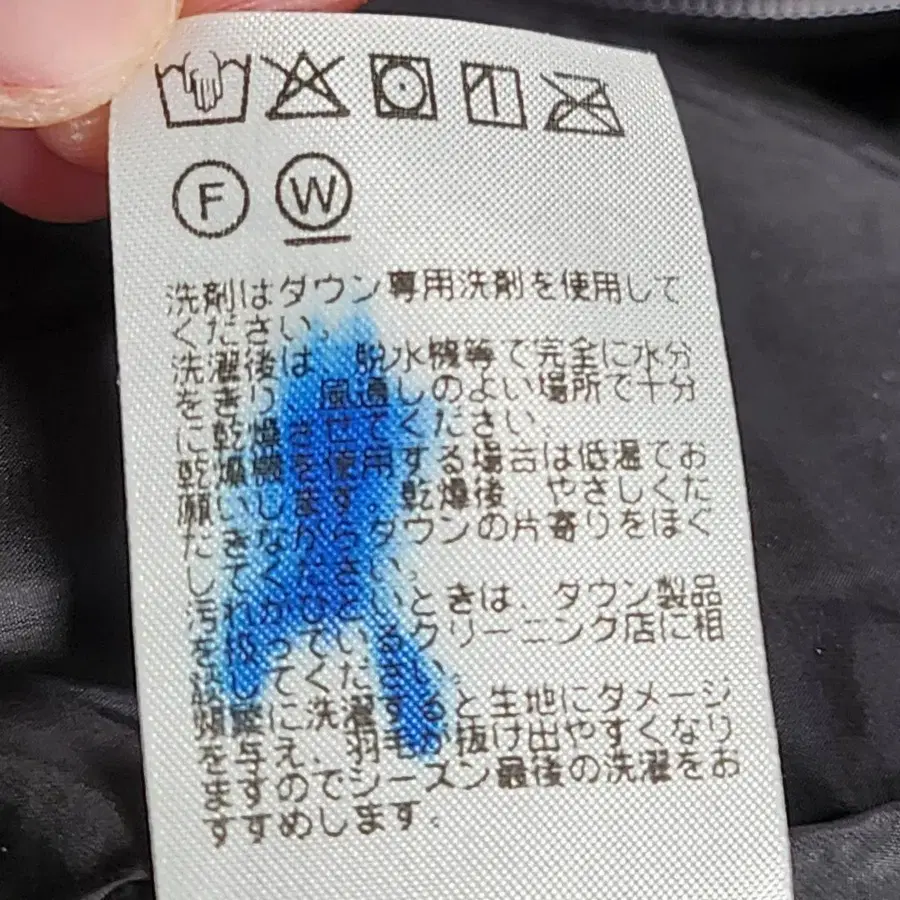 F W
洗剤はダウン専用洗剤を使用して
ください。
洗濯後は、脱水機等で完全に水分
をきり、風通しのよい場所で十分
に乾燥させてください。
乾燥機を使用する場合は低温でお
願いします。乾燥後、やさしくた
たきながらダウンの片寄りをほぐ
してください。
汚れがひどいときは、ダウン製品
を クリーニング店に相
ください。
頻繁に洗濯すると生地にダメージ
を与え、羽毛が抜け出やすくなり
ますので、シーズン最後の洗濯をお
すすめします。